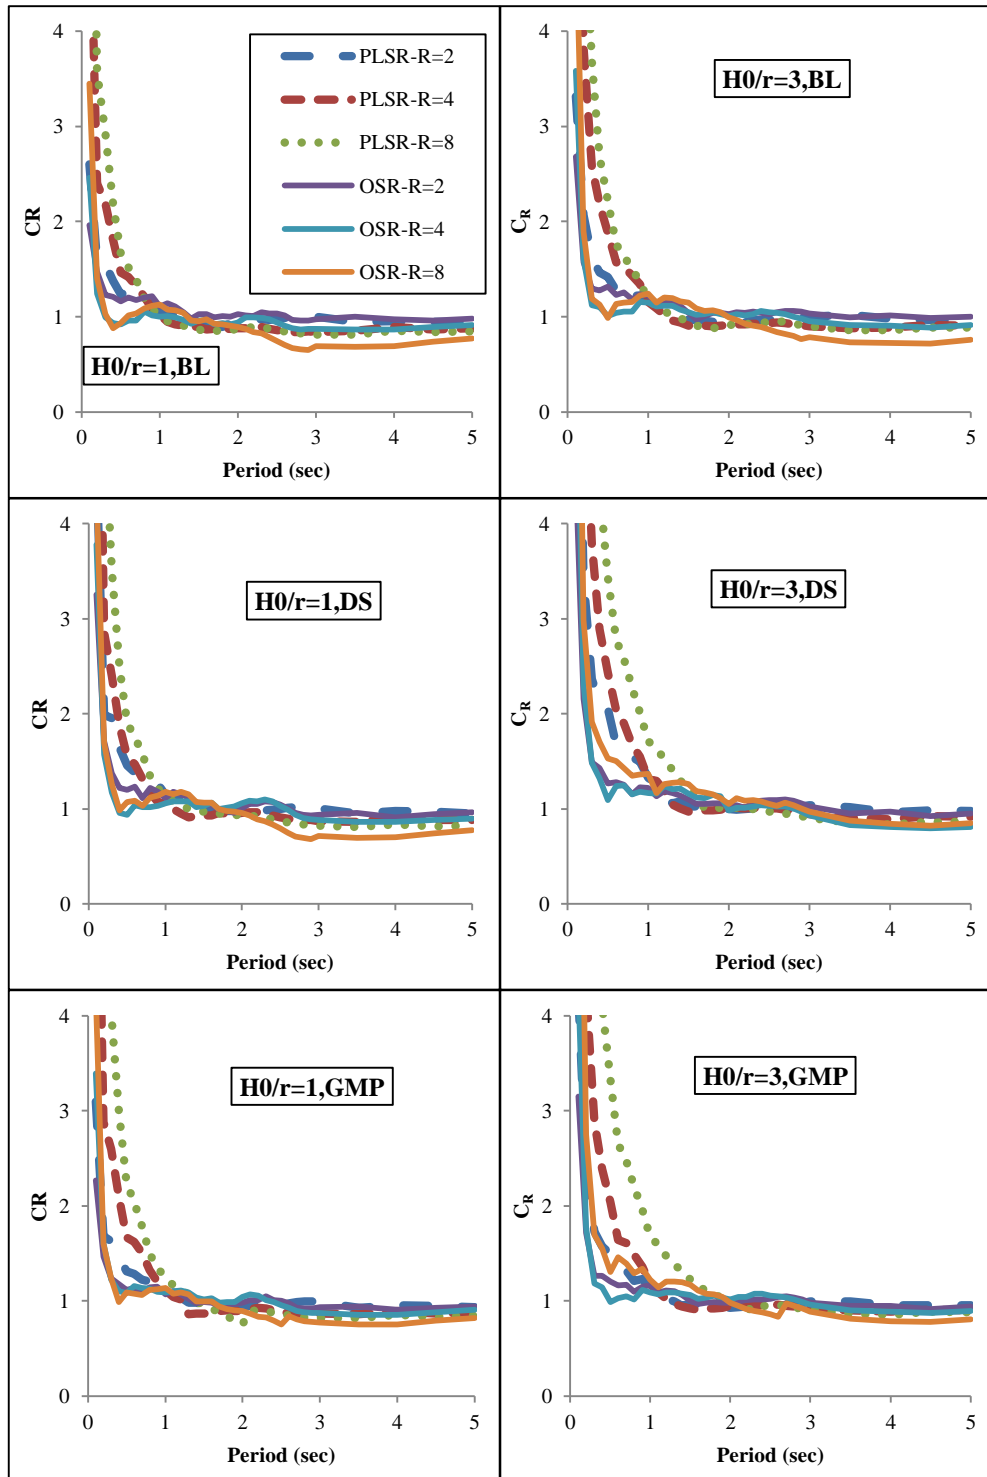 4
3
2
1
0
CR
0 1 2 3 4 5
Period (sec)
PLSR-R=2
PLSR-R=4
PLSR-R=8
OSR-R=2
OSR-R=4
OSR-R=8
H0/r=1,BL
4
3
2
1
0
CR
0 1 2 3 4 5
Period (sec)
H0/r=3,BL
4
3
2
1
0
CR
0 1 2 3 4 5
Period (sec)
H0/r=1,DS
4
3
2
1
0
CR
0 1 2 3 4 5
Period (sec)
H0/r=3,DS
4
3
2
1
0
CR
0 1 2 3 4 5
Period (sec)
H0/r=1,GMP
4
3
2
1
0
CR
0 1 2 3 4 5
Period (sec)
H0/r=3,GMP